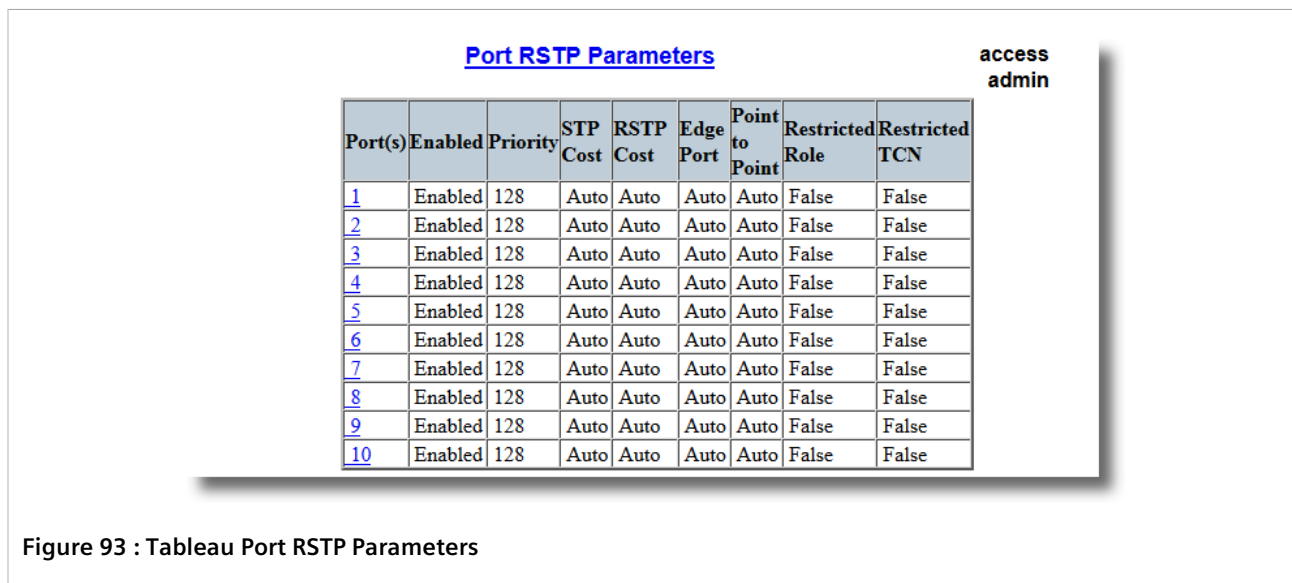 Port RSTP Parameters
access
admin
Port(s) Enabled Priority STP Cost RSTP Cost Edge Port Point to Point Restricted Role Restricted TCN
1 Enabled 128 Auto Auto Auto Auto False False
2 Enabled 128 Auto Auto Auto Auto False False
3 Enabled 128 Auto Auto Auto Auto False False
4 Enabled 128 Auto Auto Auto Auto False False
5 Enabled 128 Auto Auto Auto Auto False False
6 Enabled 128 Auto Auto Auto Auto False False
7 Enabled 128 Auto Auto Auto Auto False False
8 Enabled 128 Auto Auto Auto Auto False False
9 Enabled 128 Auto Auto Auto Auto False False
10 Enabled 128 Auto Auto Auto Auto False False
Figure 93 : Tableau Port RSTP Parameters